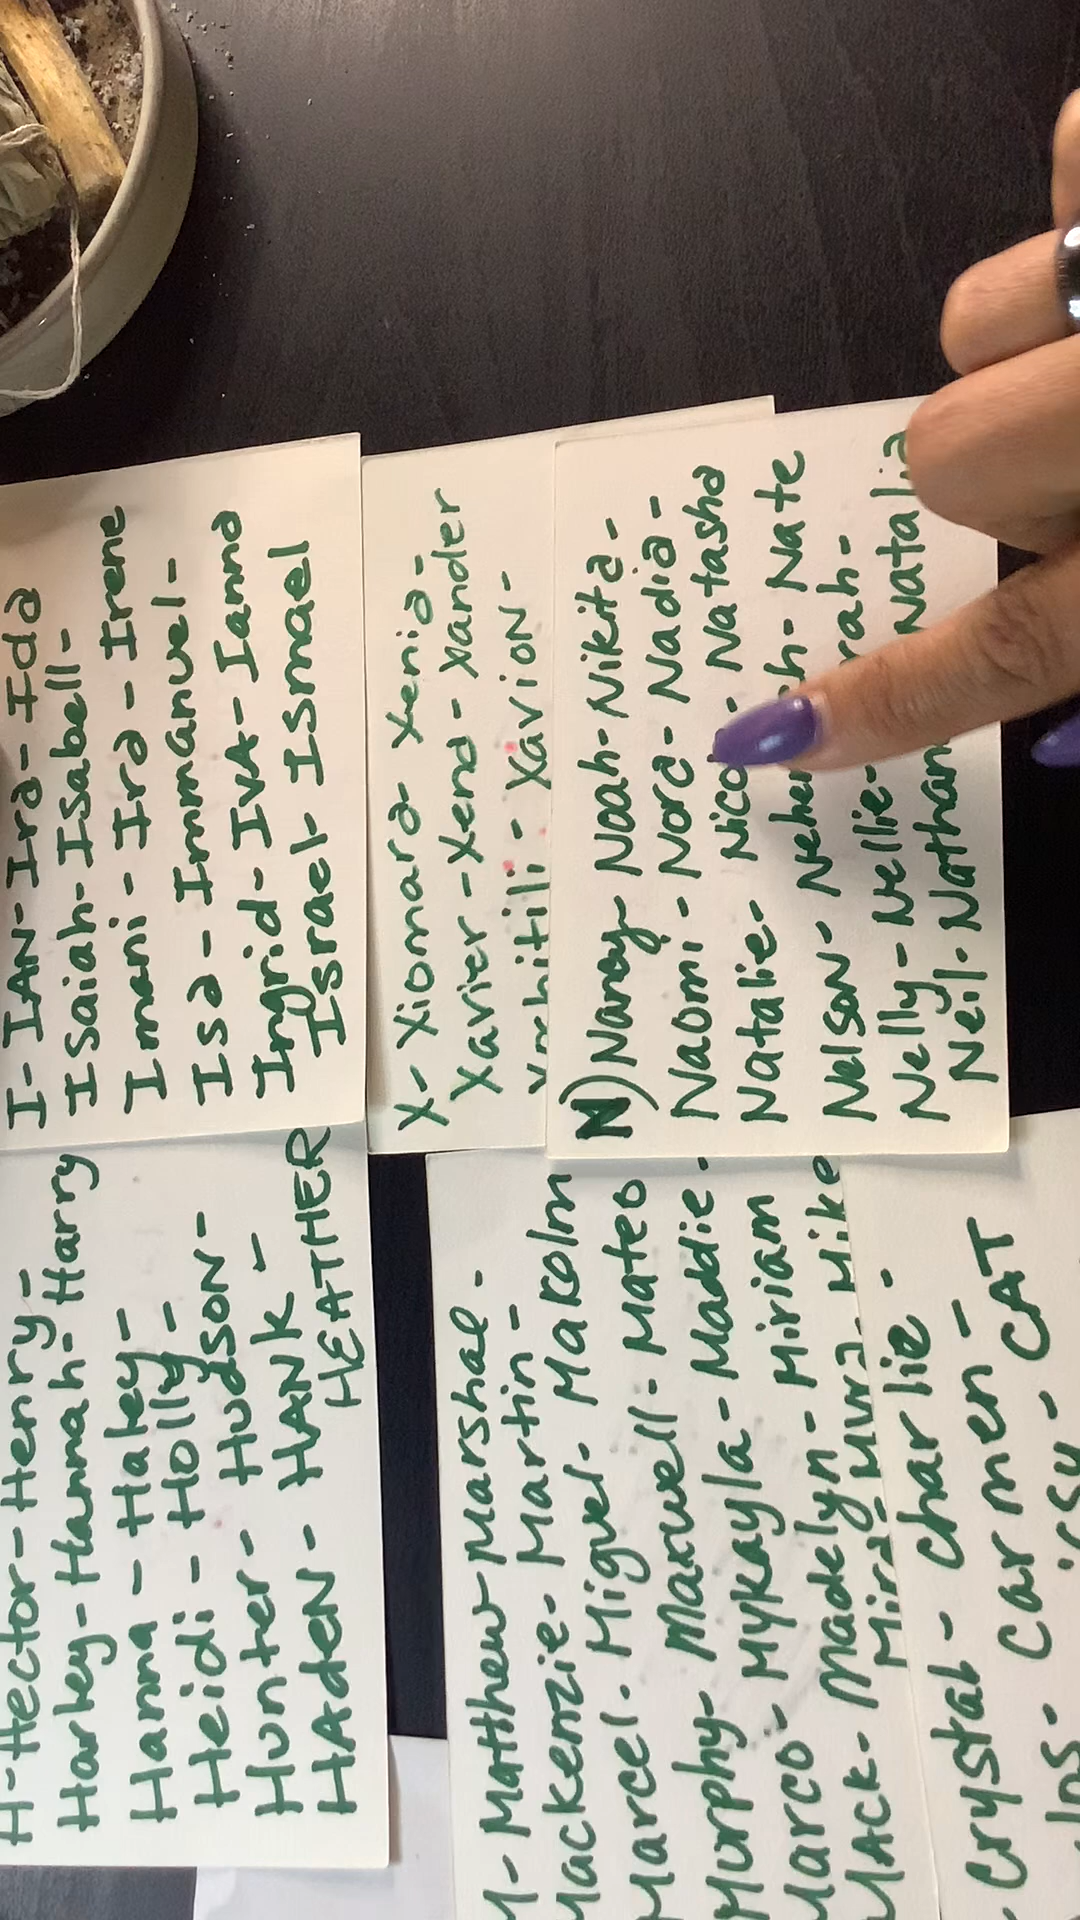 I-IAN-Ira-Ida
Isaiah-Isabell-
Imani-Ira-Irene
Isa-Immanuel-
Ingrid-IVA-Ianna
Israel-Ismael
X-Xiomara-Xenia-
Xavier-Xena-Xander
- XavioN-
N) Nancy-Noah-Nikita-
Naomi-Nora-Nadia-
Natalie-Nico-Natasha
Nelson- Nate
Nelly-Nellie-
Neil-Nathan Natalia
H-Hector-Henry-
Harley-Hannah-Harry
Hanna-Haley-
Heidi-Holly-
Hunter-HudsoN-
HAdeN-HANK-
HEATHER
M-Matthew-Marshal-
Mackenzie-Martin-
Marcel-Miguel-Makolm
Murphy-Maxwell-Mateo
Marco-MyKayla-Maddie-
MAck-Madelyn-Miriam
Mike
Crystal-Charlie-
Carmen-
CAT